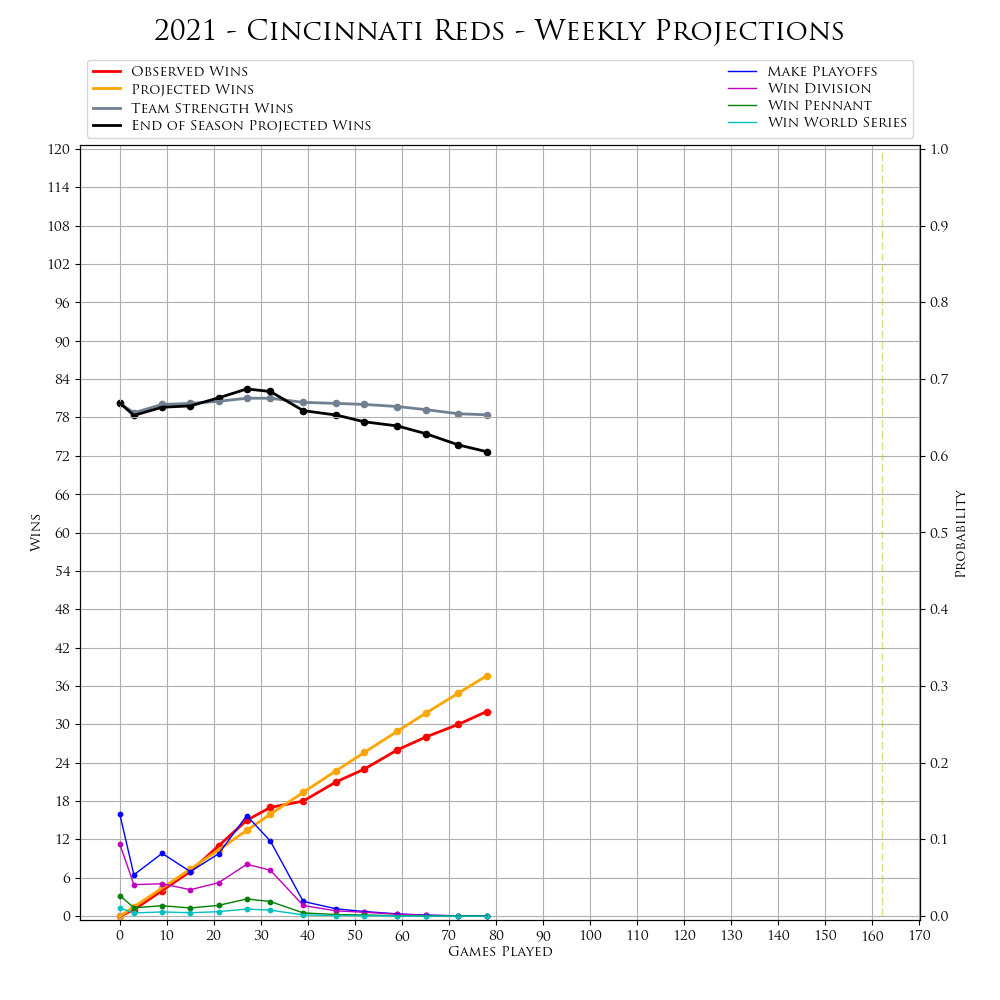 2021 - Cincinnati Reds - Weekly Projections
Observed Wins
Projected Wins
Team Strength Wins
End of Season Projected Wins
Make Playoffs
Win Division
Win Pennant
Win World Series
120
114
108
102
96
90
84
78
72
66
60
54
48
42
36
30
24
18
12
6
0
Wins
1.0
0.9
0.8
0.7
0.6
0.5
0.4
0.3
0.2
0.1
0.0
Probability
0 10 20 30 40 50 60 70 80 90 100 110 120 130 140 150 160 170
Games Played